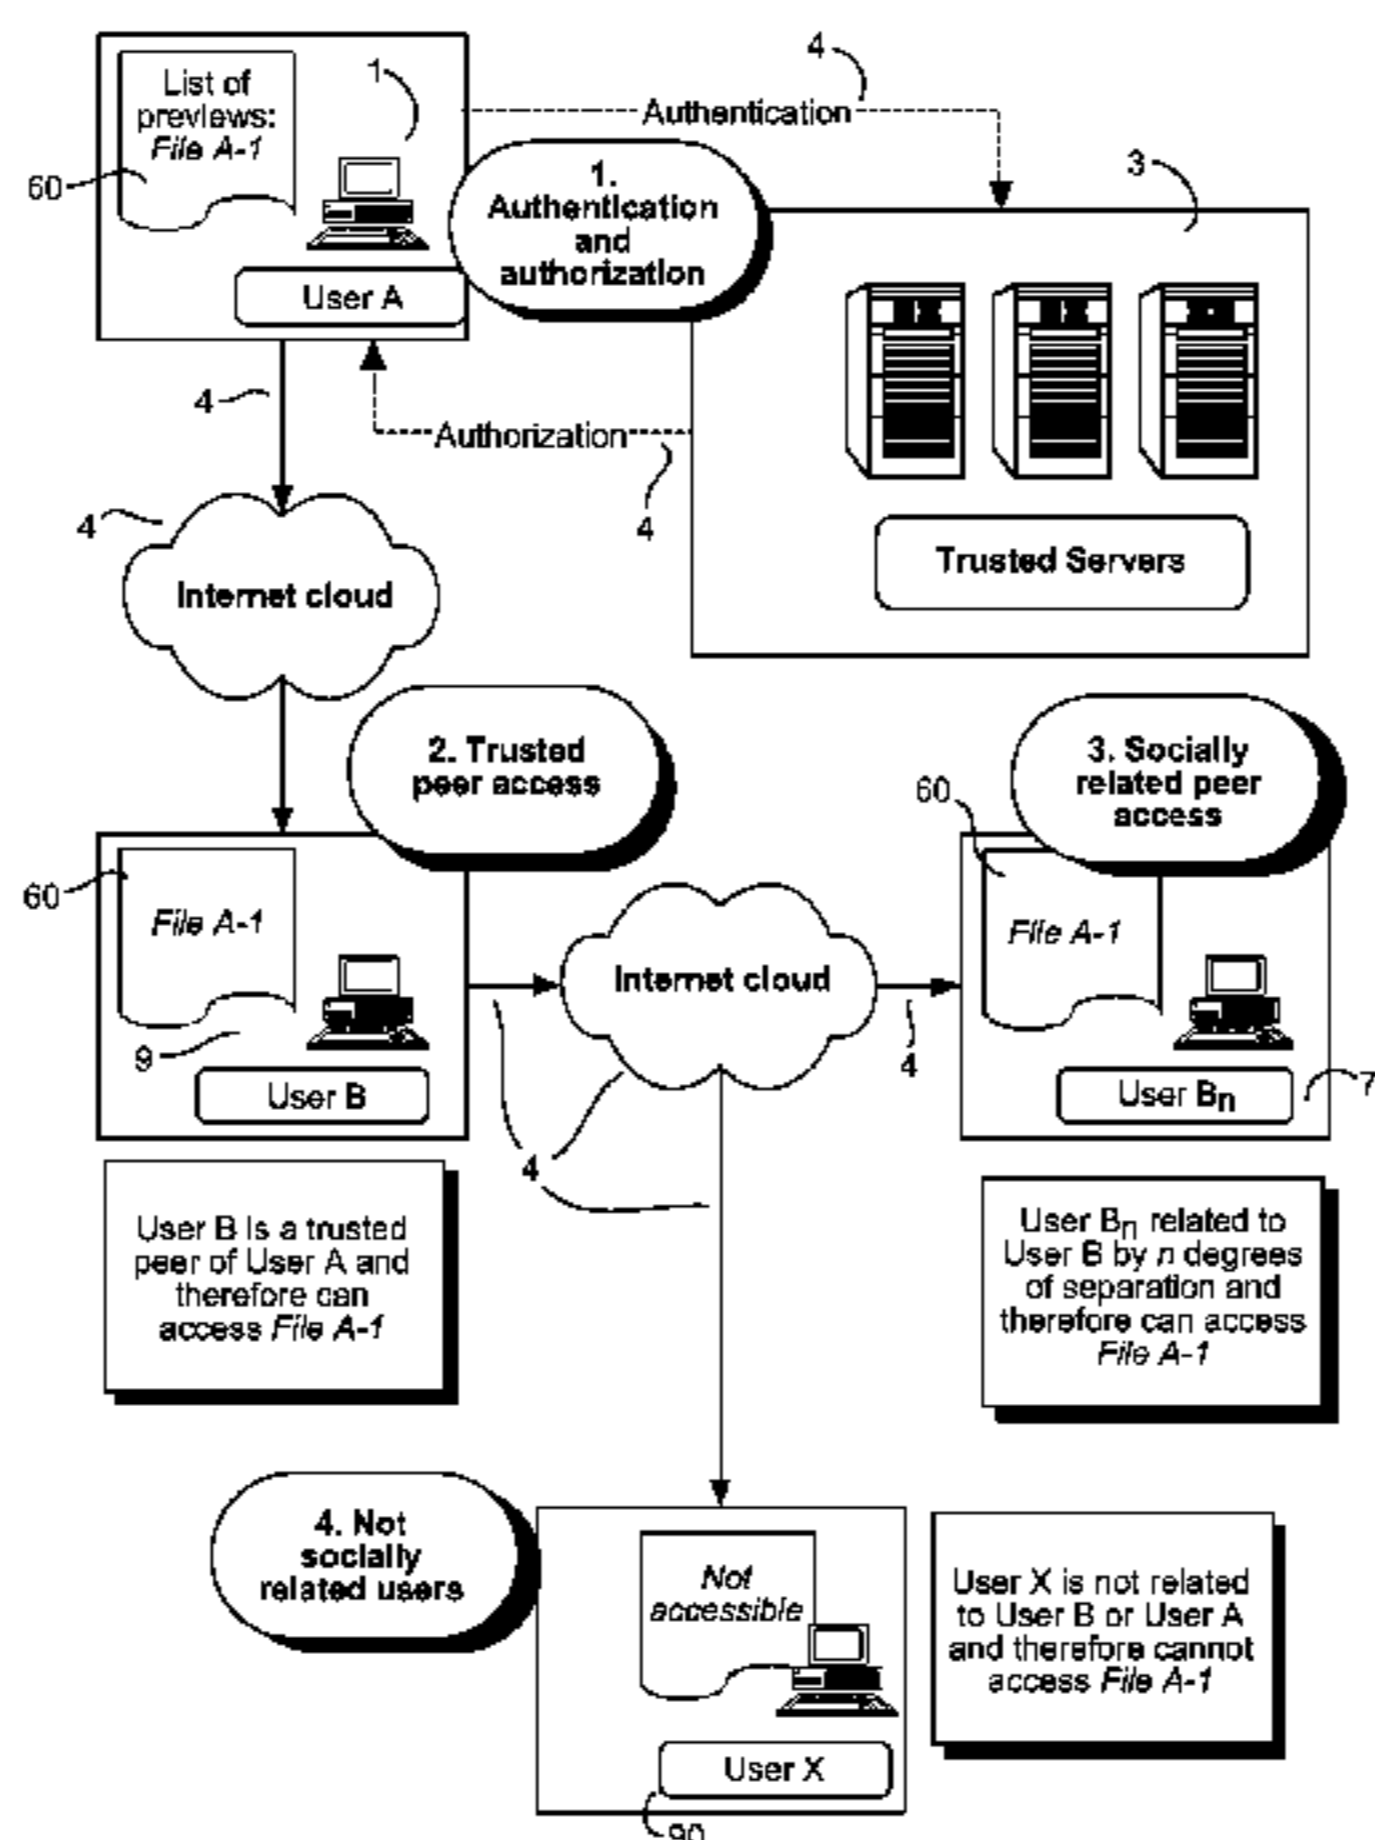 List of
previews:
File A-1
1
60
User A
4
Authentication
1.
Authentication
and
authorization
3
4
Authorization
4
Trusted Servers
4
Internet cloud
2. Trusted
peer access
3. Socially
related peer
access
60
60
File A-1
9
User B
Internet cloud
4
File A-1
User Bn
7
4
User B is a trusted
peer of User A and
therefore can
access File A-1
User Bn related to
User B by n degrees
of separation and
therefore can access
File A-1
4. Not
socially
related users
Not
accessible
User X
90
User X is not related
to User B or User A
and therefore cannot
access File A-1